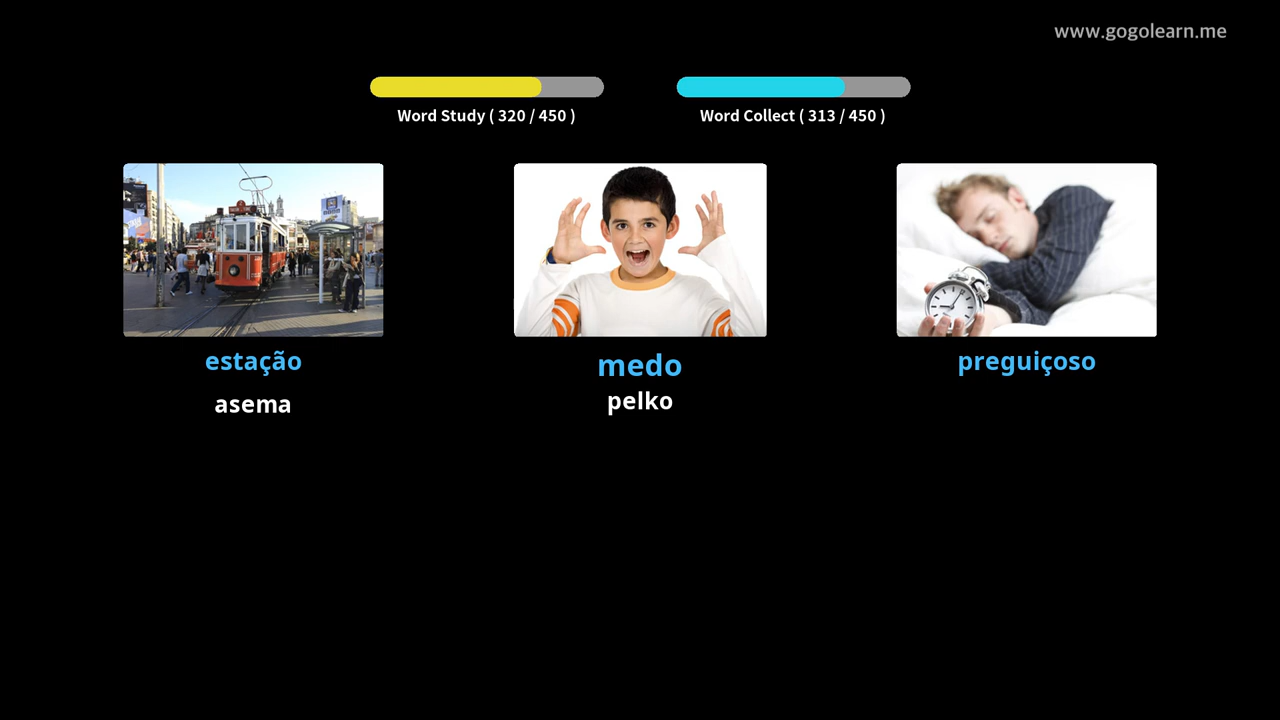 www.gogolearn.me
Word Study ( 320 / 450 )
Word Collect ( 313 / 450 )
estação
medo
preguiçoso
asema
pelko